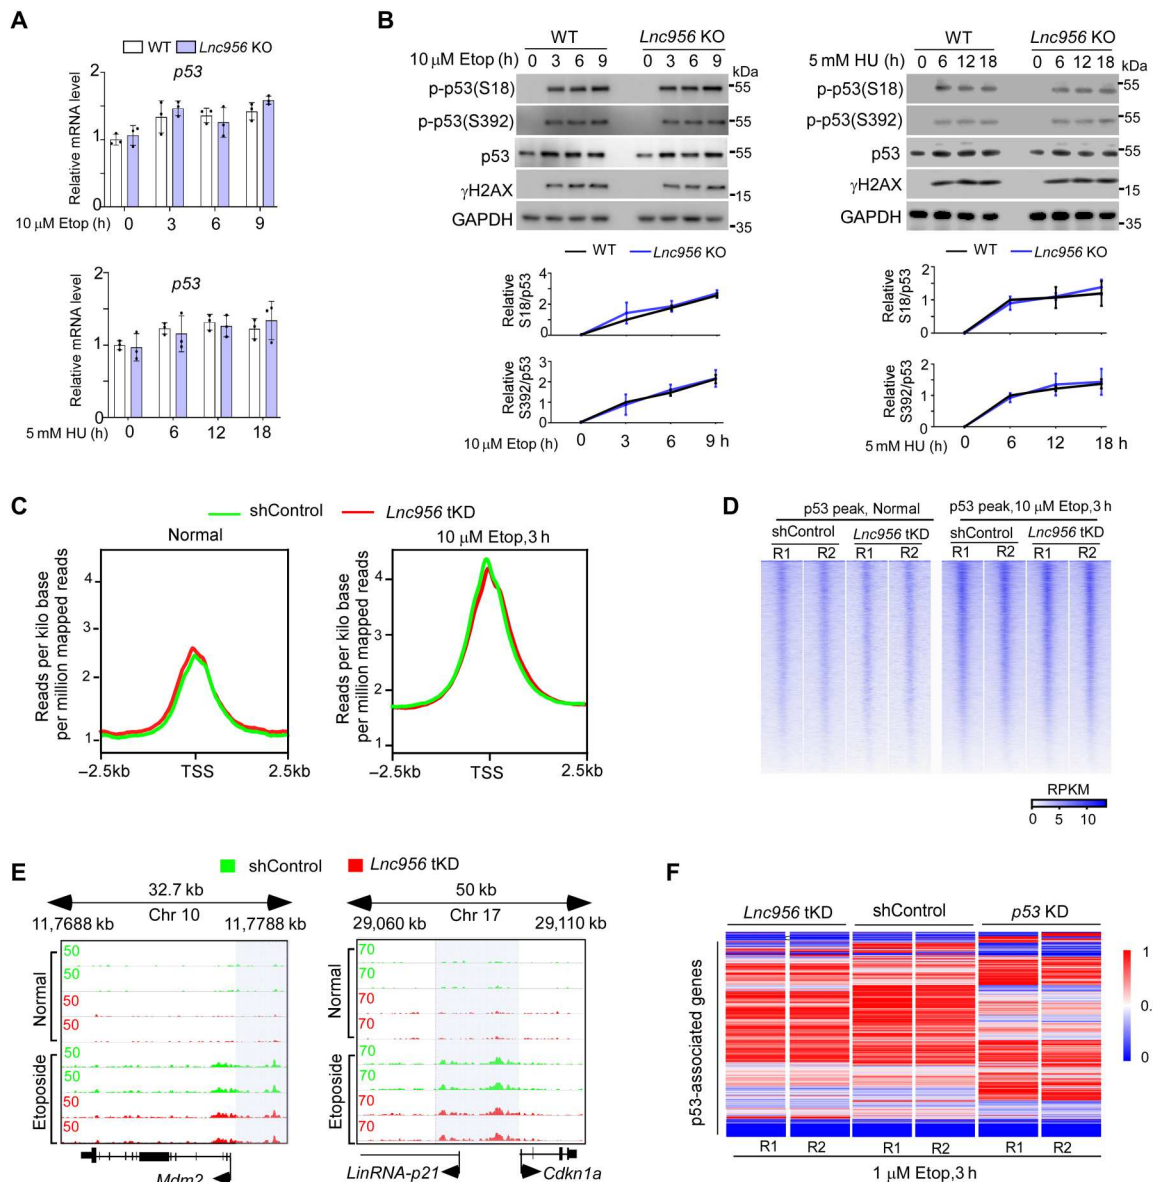 A
WT Lnc956 KO
p53
Relative mRNA level
2
1
0
10 μM Etop (h) 0 3 6 9
p53
Relative mRNA level
2
1
0
5 mM HU (h) 0 6 12 18
B
WT Lnc956 KO
10 μM Etop (h) 0 3 6 9 0 3 6 9 kDa
p-p53(S18) 55
p-p53(S392)
p53 55
γH2AX 15
GAPDH 35
WT Lnc956 KO
Relative S18/p53
4
2
0
Relative S392/p53
3
2
1
0
10 μM Etop (h) 0 3 6 9 h
WT Lnc956 KO
5 mM HU (h) 0 6 12 18 0 6 12 18 kDa
p-p53(S18) 55
p-p53(S392)
p53 55
γH2AX 15
GAPDH 35
WT Lnc956 KO
Relative S18/p53
2
1
0
Relative S392/p53
2
1
0
5 mM HU (h) 0 6 12 18 h
C
shControl Lnc956 tKD
Normal
Reads per kilo base
per million mapped reads
4
3
2
1
–2.5kb TSS 2.5kb
10 μM Etop,3 h
Reads per kilo base
per million mapped reads
4
3
2
1
–2.5kb TSS 2.5kb
D
p53 peak, Normal p53 peak,10 μM Etop,3 h
shControl Lnc956 tKD shControl Lnc956 tKD
R1 R2 R1 R2 R1 R2 R1 R2
RPKM
0 5 10
E
shControl Lnc956 tKD
32.7 kb
Chr 10
11,7688 kb 11,7788 kb
Normal
50
50
50
50
Etoposide
50
50
50
50
Mdm2
50 kb
Chr 17
29,060 kb 29,110 kb
Normal
70
70
70
70
Etoposide
70
70
70
70
LinRNA-p21 Cdkn1a
F
Lnc956 tKD shControl p53 KD
p53-associated genes
1
0.
0
R1 R2 R1 R2 R1 R2
1 μM Etop,3 h